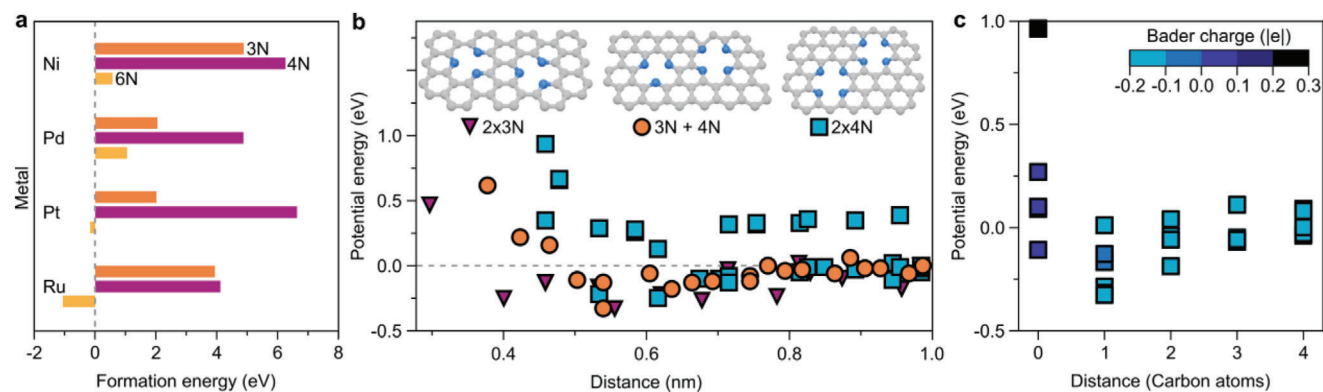 a
Ni
Pd
Pt
Ru
Metal
3N
4N
6N
-2
0
2
4
6
8
Formation energy (eV)
b
Potential energy (eV)
1.0
0.5
0.0
-0.5
2x3N
3N + 4N
2x4N
0.4
0.6
0.8
1.0
Distance (nm)
c
Potential energy (eV)
1.0
0.5
0.0
-0.5
Bader charge (|e|)
-0.2 -0.1 0.0 0.1 0.2 0.3
0
1
2
3
4
Distance (Carbon atoms)